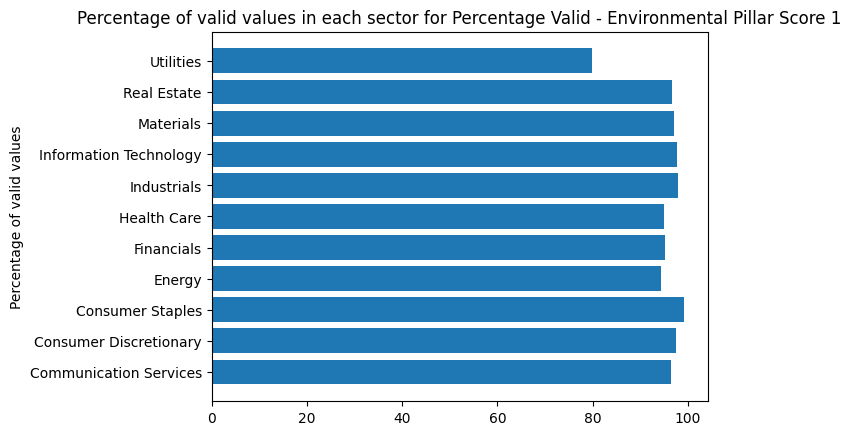 Percentage of valid values in each sector for Percentage Valid - Environmental Pillar Score 1
Percentage of valid values
Utilities
Real Estate
Materials
Information Technology
Industrials
Health Care
Financials
Energy
Consumer Staples
Consumer Discretionary
Communication Services
0 20 40 60 80 100